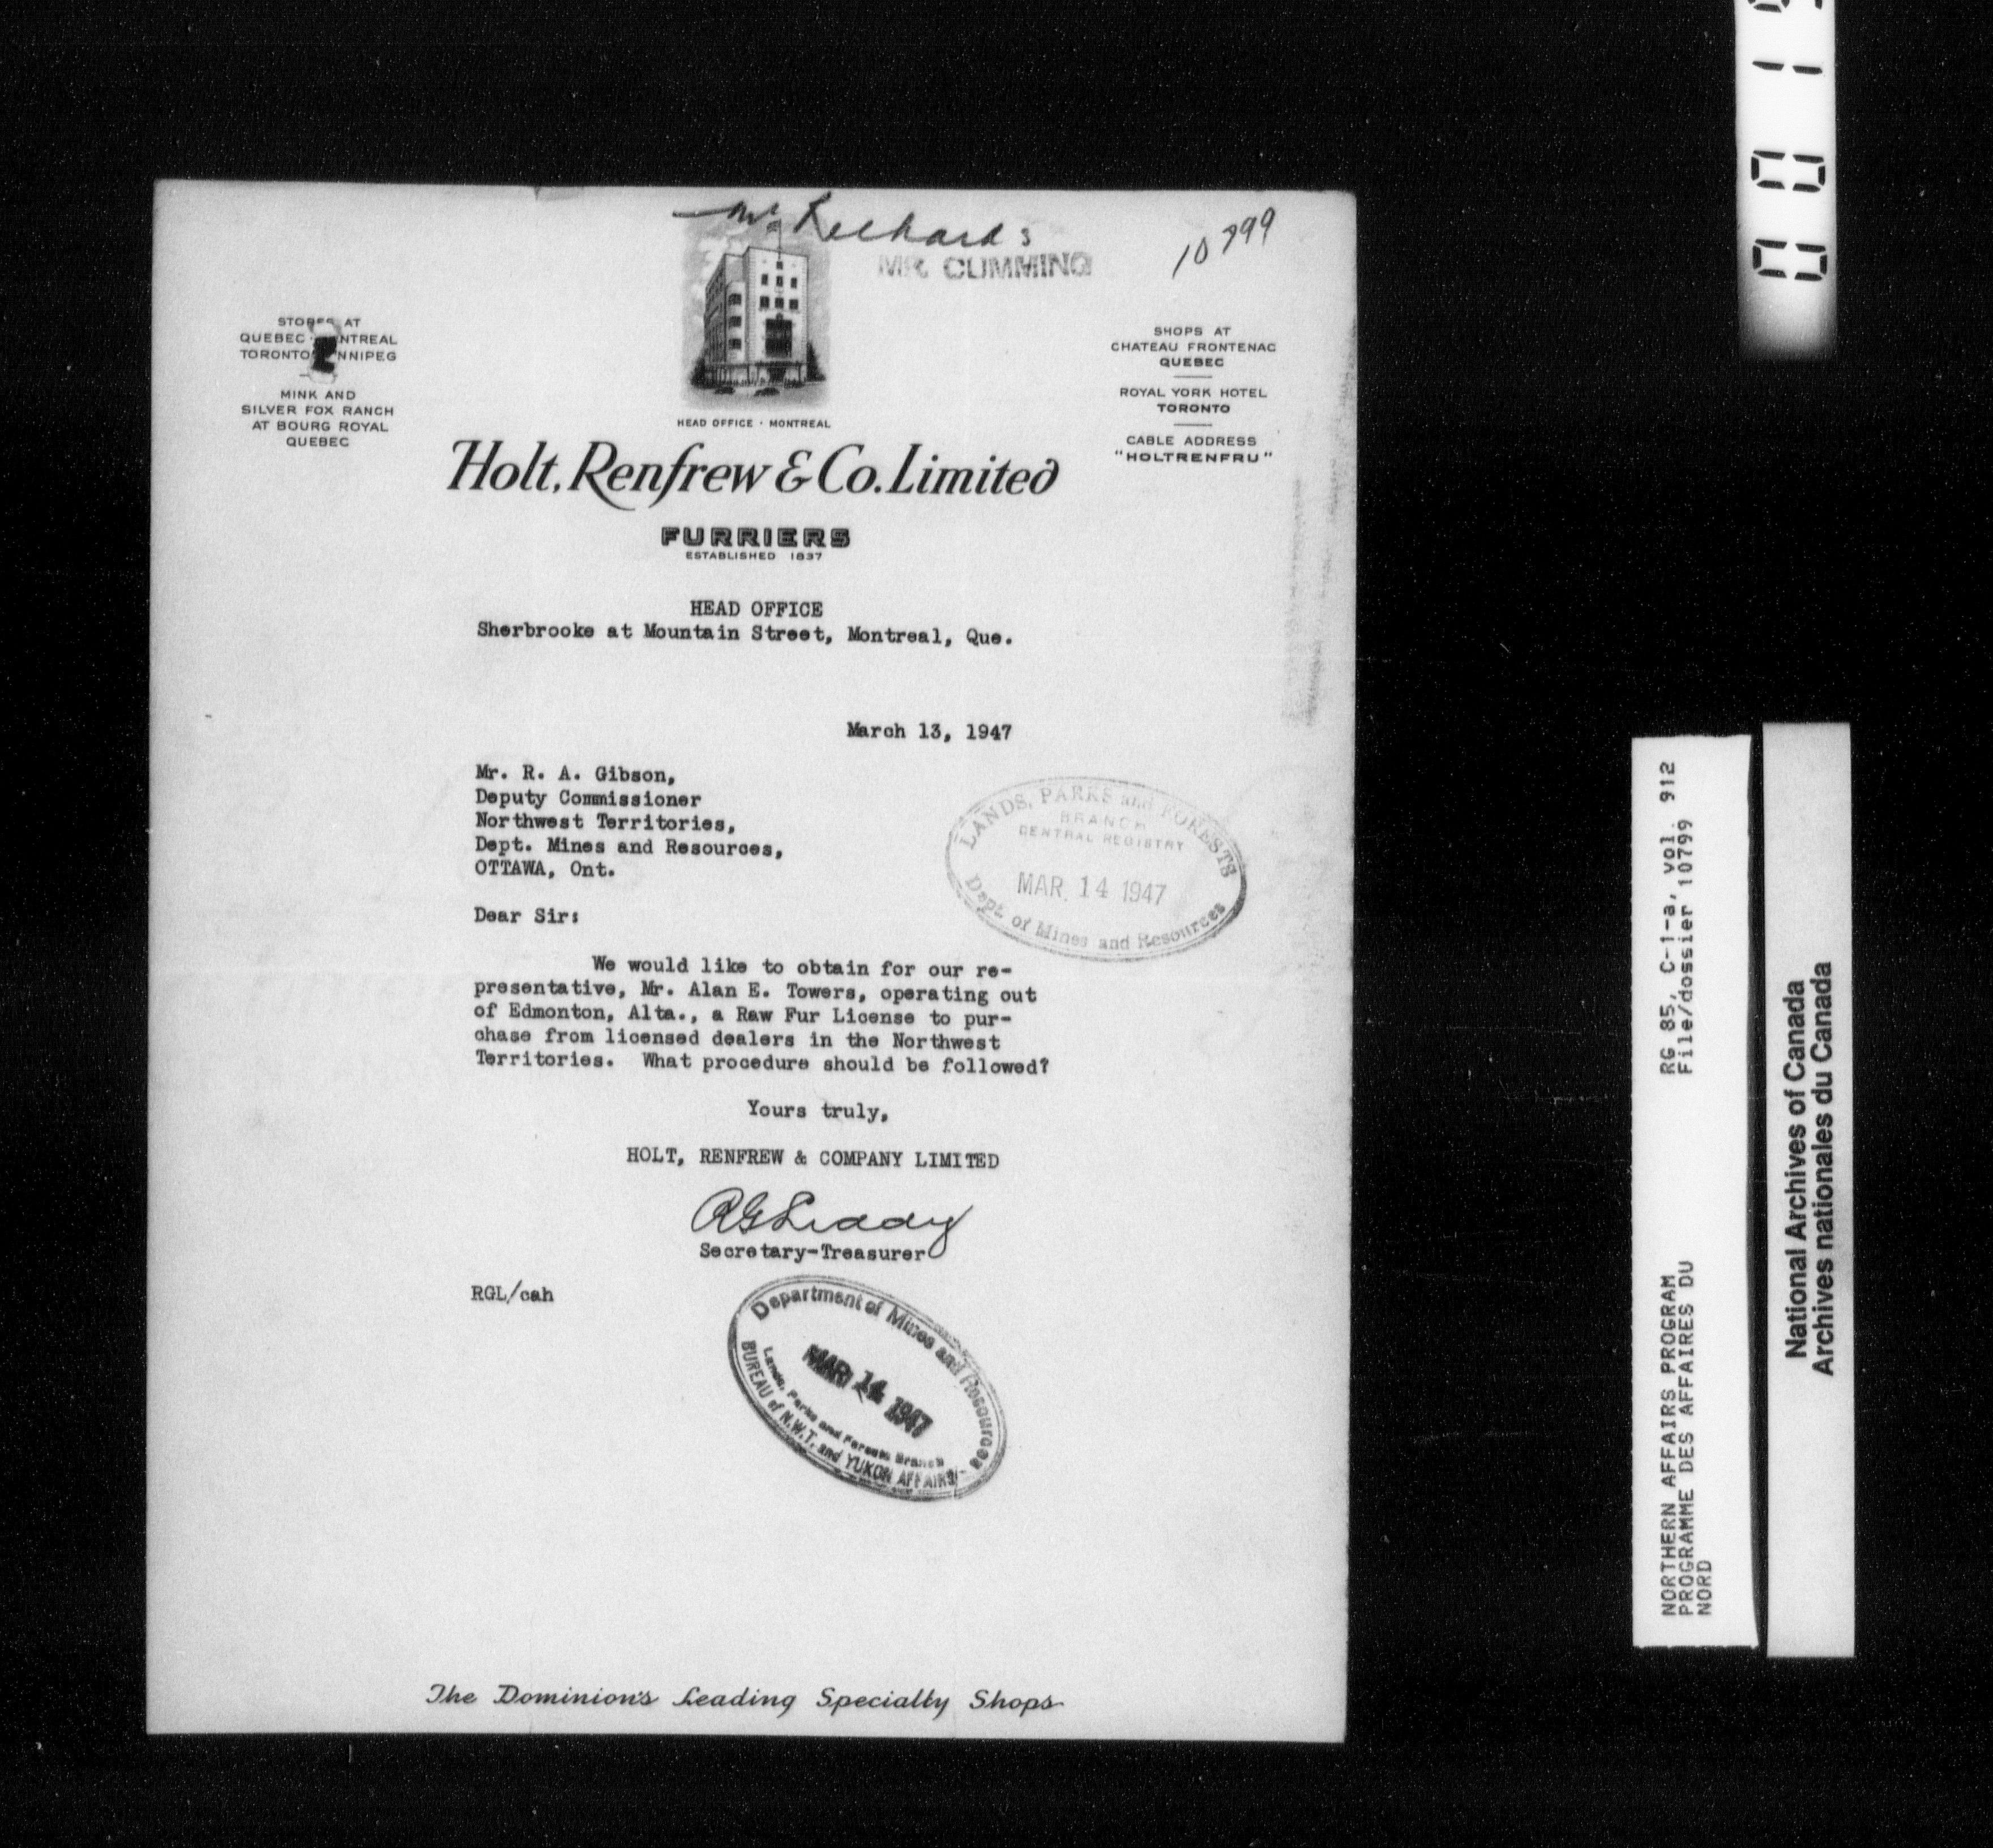 Mr. Richards
MR. CUMMING
10799
STORES AT
QUEBEC MONTREAL
TORONTO WINNIPEG
MINK AND
SILVER FOX RANCH
AT BOURG ROYAL
QUEBEC
SHOPS AT
CHATEAU FRONTENAC
QUEBEC
ROYAL YORK HOTEL
TORONTO
CABLE ADDRESS
"HOLTRENFRU"
HEAD OFFICE · MONTREAL
Holt, Renfrew & Co. Limited
FURRIERS
ESTABLISHED 1837
HEAD OFFICE
Sherbrooke at Mountain Street, Montreal, Que.
March 13, 1947
Mr. R. A. Gibson,
Deputy Commissioner
Northwest Territories,
Dept. Mines and Resources,
OTTAWA, Ont.
LANDS, PARKS and FORESTS
BRANCH
CENTRAL REGISTRY
MAR. 14 1947
Dept. of Mines and Resources
Dear Sir:
We would like to obtain for our re-
presentative, Mr. Alan E. Towers, operating out
of Edmonton, Alta., a Raw Fur License to pur-
chase from licensed dealers in the Northwest
Territories. What procedure should be followed?
Yours truly,
HOLT, RENFREW & COMPANY LIMITED
RGLeddy
Secretary-Treasurer
RGL/cah
Department of Mines and Resources
MAR 14 1947
Lands, Parks and Forests Branch
BUREAU of N.W.T. and YUKON AFFAIRS
The Dominion's Leading Specialty Shops
RG 85, C-1-a, vol. 912
File/dossier 10799
NORTHERN AFFAIRS PROGRAM
PROGRAMME DES AFFAIRES DU
NORD
National Archives of Canada
Archives nationales du Canada